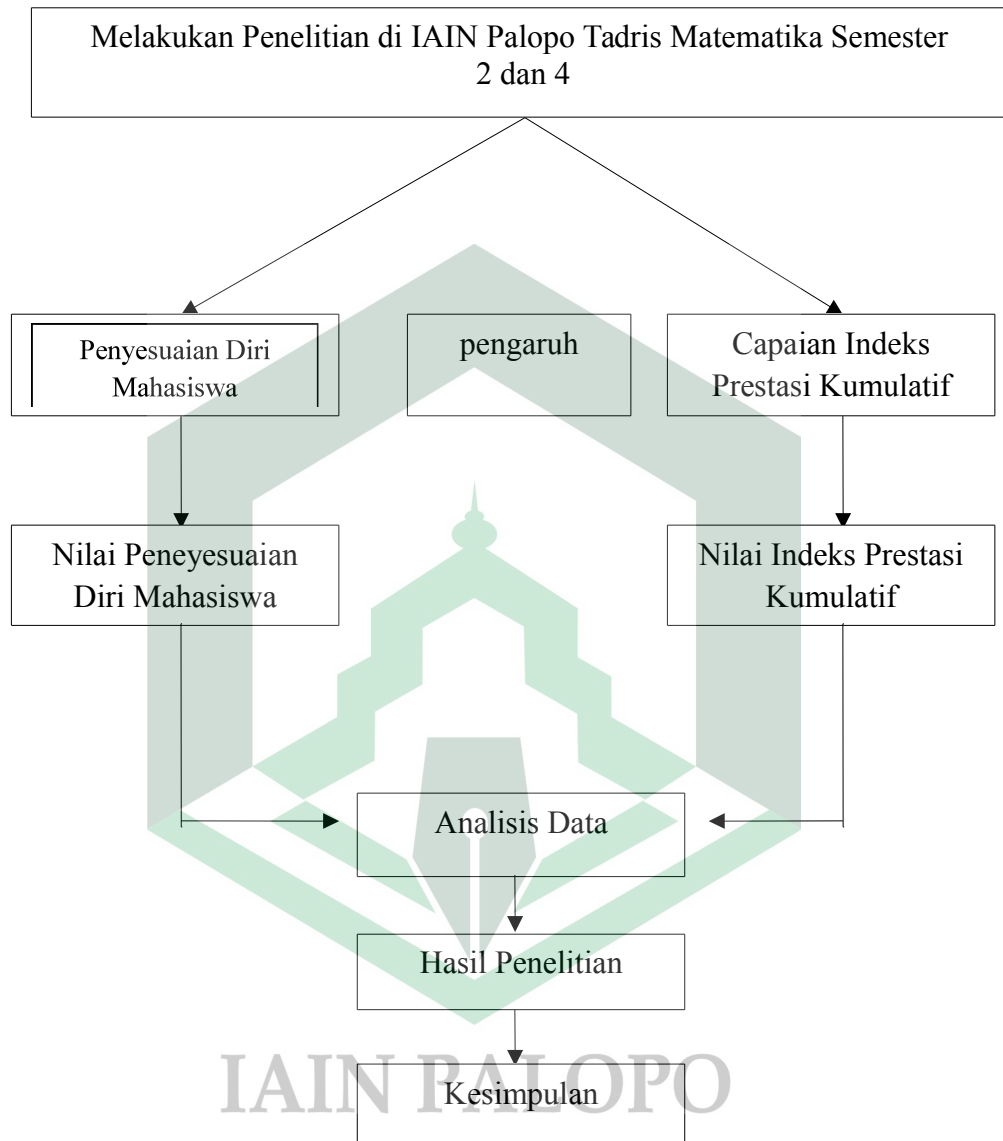 Melakukan Penelitian di IAIN Palopo Tadris Matematika Semester
2 dan 4
Penyesuaian Diri
Mahasiswa
pengaruh
Capaian Indeks
Prestasi Kumulatif
Nilai Peneyesuaian
Diri Mahasiswa
Nilai Indeks Prestasi
Kumulatif
Analisis Data
Hasil Penelitian
Kesimpulan
IAIN PALOPO